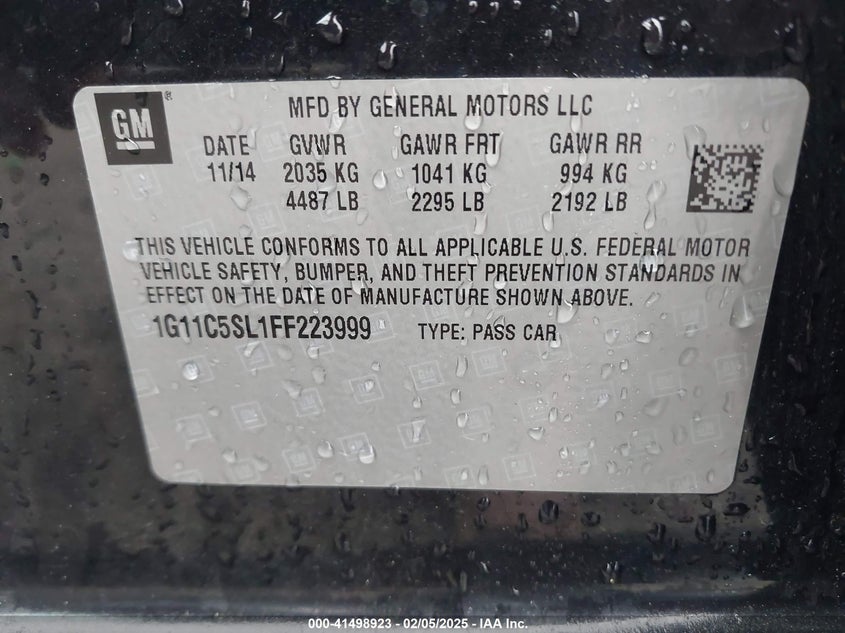 GM ®
MFD BY GENERAL MOTORS LLC
DATE GVWR GAWR FRT GAWR RR
11/14 2035 KG 1041 KG 994 KG
4487 LB 2295 LB 2192 LB
THIS VEHICLE CONFORMS TO ALL APPLICABLE U.S. FEDERAL MOTOR
VEHICLE SAFETY, BUMPER, AND THEFT PREVENTION STANDARDS IN
EFFECT ON THE DATE OF MANUFACTURE SHOWN ABOVE.
1G11C5SL1FF223999 TYPE: PASS CAR
000-41498923 - 02/05/2025 - IAA Inc.